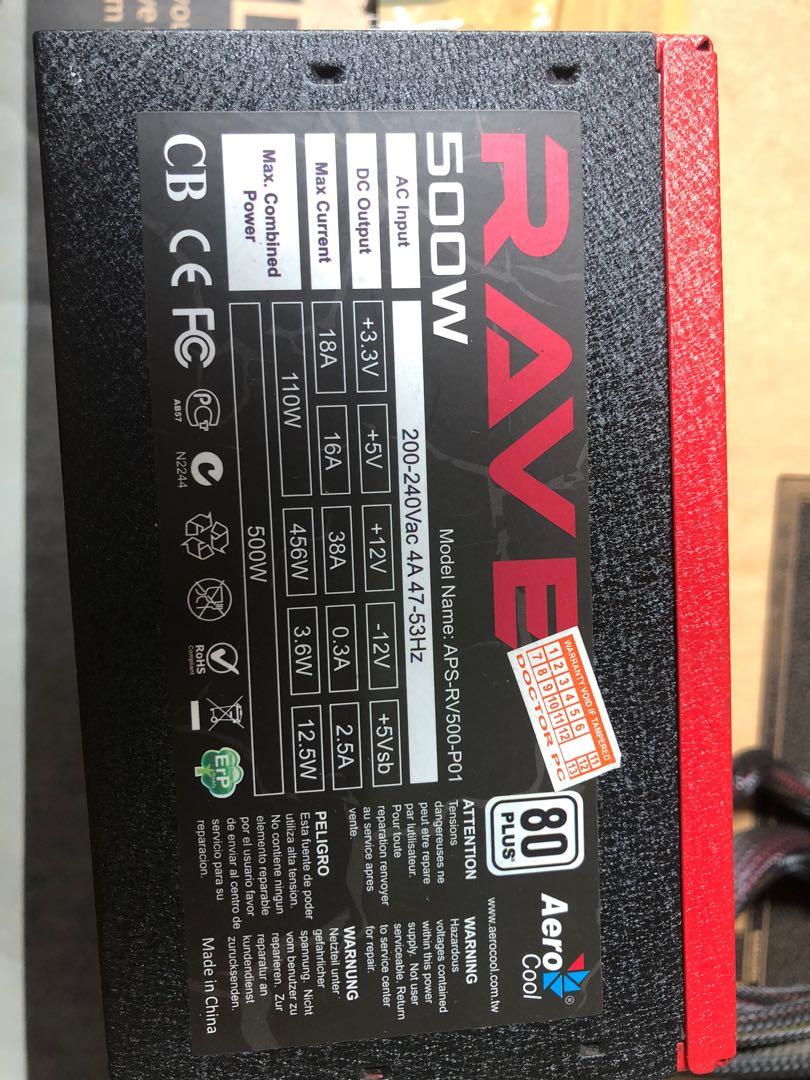 RAVE
500W
Model Name: APS-RV500-P01
AC Input 200-240Vac 4A 47-53Hz
DC Output +3.3V +5V +12V -12V +5Vsb
Max Current 18A 16A 38A 0.3A 2.5A
Max. Combined Power 110W 456W 3.6W 12.5W
500W
CB CE FC PCT
AB57
N2244
RoHS
Compliant
ErP
WARRANTY VOID IF TAMPERED
1 2 3 4 5 6 11 12 13
7 8 9 10 11 12
DOCTOR PC
80
PLUS
Aero
Cool ®
www.aerocool.com.tw
ATTENTION
Tensions
dangereuses ne
peut etre repare
par lutilisateur.
Pour toute
reparation renvoyer
au service apres
vente.
WARNING
Hazardous
voltages contained
within this power
supply. Not user
serviceable. Return
to service center
for repair.
PELIGRO
Esta fuente de poder
utiliza alta tension.
No contiene ningun
elemento reparable
por el usuario favor
de enviar al centro de
servicio para su
reparacion.
WARNUNG
Netzteil unter
gefahrlicher
spannung. Nicht
vom benutzer zu
reparieren. Zur
reparatur an
kundendienst
zurucksenden.
Made in China